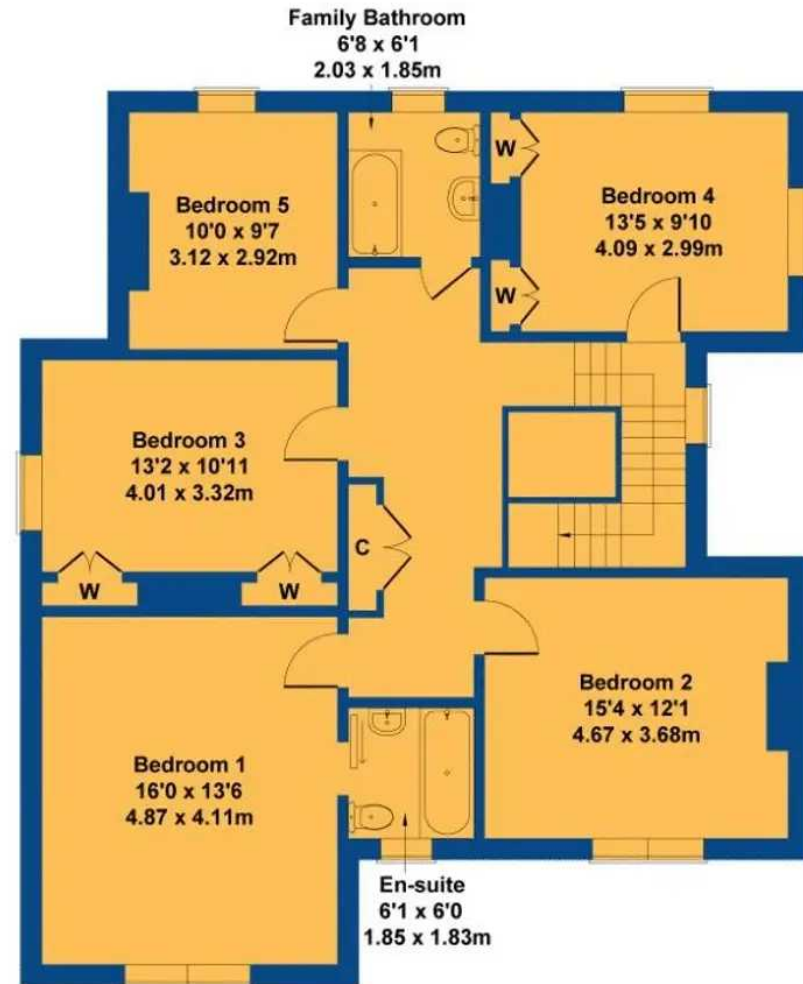 Family Bathroom
6'8 x 6'1
2.03 x 1.85m
Bedroom 5
10'0 x 9'7
3.12 x 2.92m
W
W
Bedroom 4
13'5 x 9'10
4.09 x 2.99m
Bedroom 3
13'2 x 10'11
4.01 x 3.32m
W
W
C
Bedroom 2
15'4 x 12'1
4.67 x 3.68m
Bedroom 1
16'0 x 13'6
4.87 x 4.11m
En-suite
6'1 x 6'0
1.85 x 1.83m